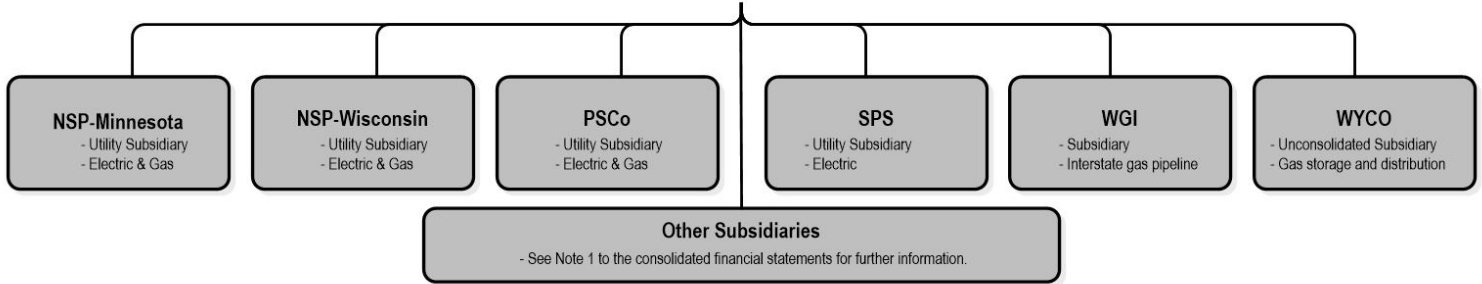 NSP-Minnesota
- Utility Subsidiary
- Electric & Gas
NSP-Wisconsin
- Utility Subsidiary
- Electric & Gas
PSCo
- Utility Subsidiary
- Electric & Gas
SPS
- Utility Subsidiary
- Electric
WGI
- Subsidiary
- Interstate gas pipeline
WYCO
- Unconsolidated Subsidiary
- Gas storage and distribution
Other Subsidiaries
- See Note 1 to the consolidated financial statements for further information.